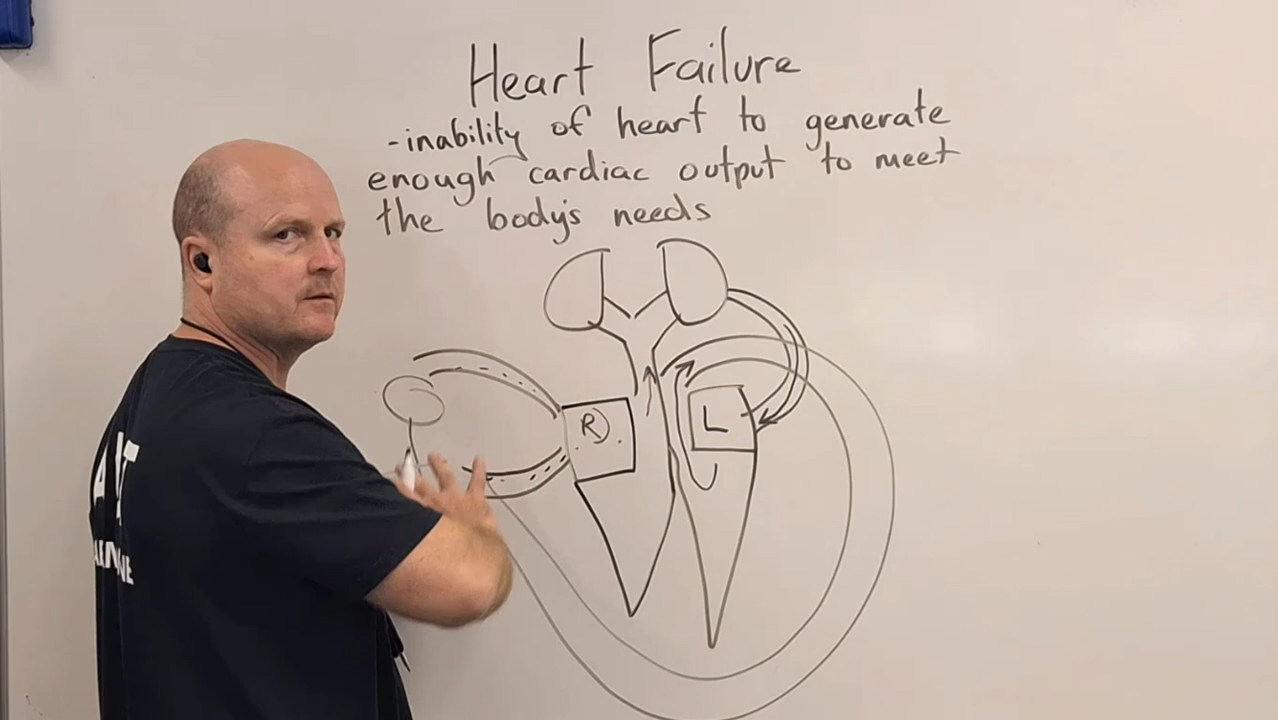 Heart Failure
-inability of heart to generate
enough cardiac output to meet
the body's needs
R
L